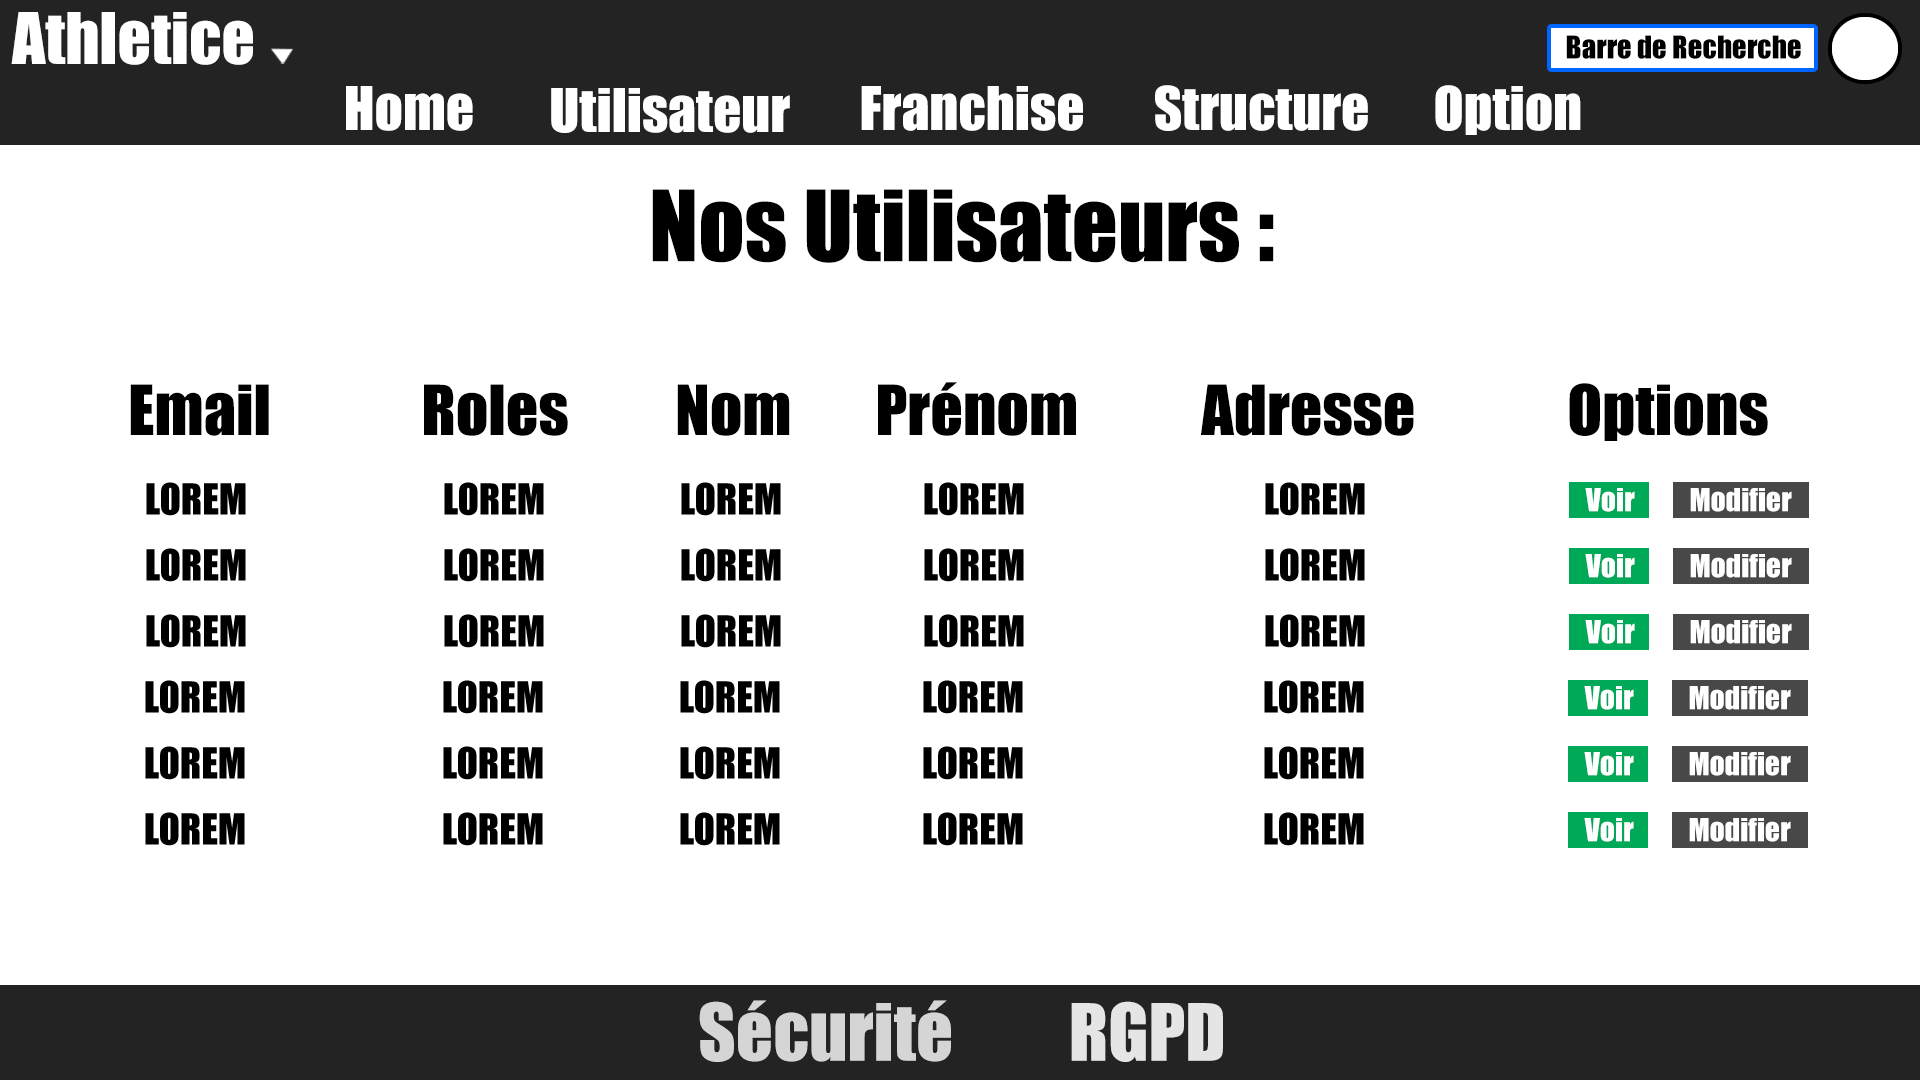 Athletice
Barre de Recherche
Home Utilisateur Franchise Structure Option
Nos Utilisateurs :
Email Roles Nom Prénom Adresse Options
LOREM LOREM LOREM LOREM LOREM Voir Modifier
LOREM LOREM LOREM LOREM LOREM Voir Modifier
LOREM LOREM LOREM LOREM LOREM Voir Modifier
LOREM LOREM LOREM LOREM LOREM Voir Modifier
LOREM LOREM LOREM LOREM LOREM Voir Modifier
LOREM LOREM LOREM LOREM LOREM Voir Modifier
Sécurité RGPD